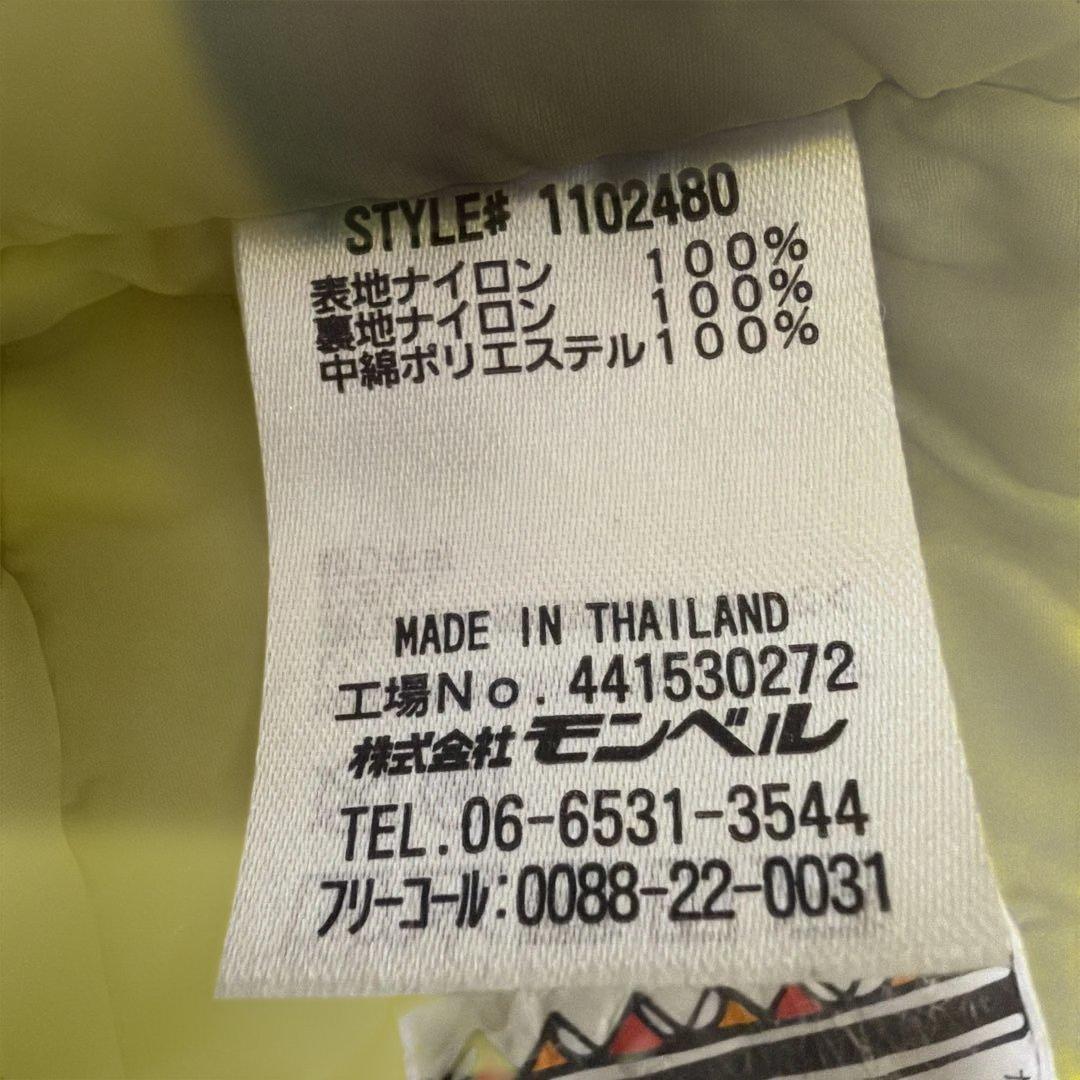 STYLE# 1102480
表地ナイロン 100%
裏地ナイロン 100%
中綿ポリエステル100%
MADE IN THAILAND
工場No. 441530272
株式会社モンベル
TEL.06-6531-3544
フリーコール:0088-22-0031